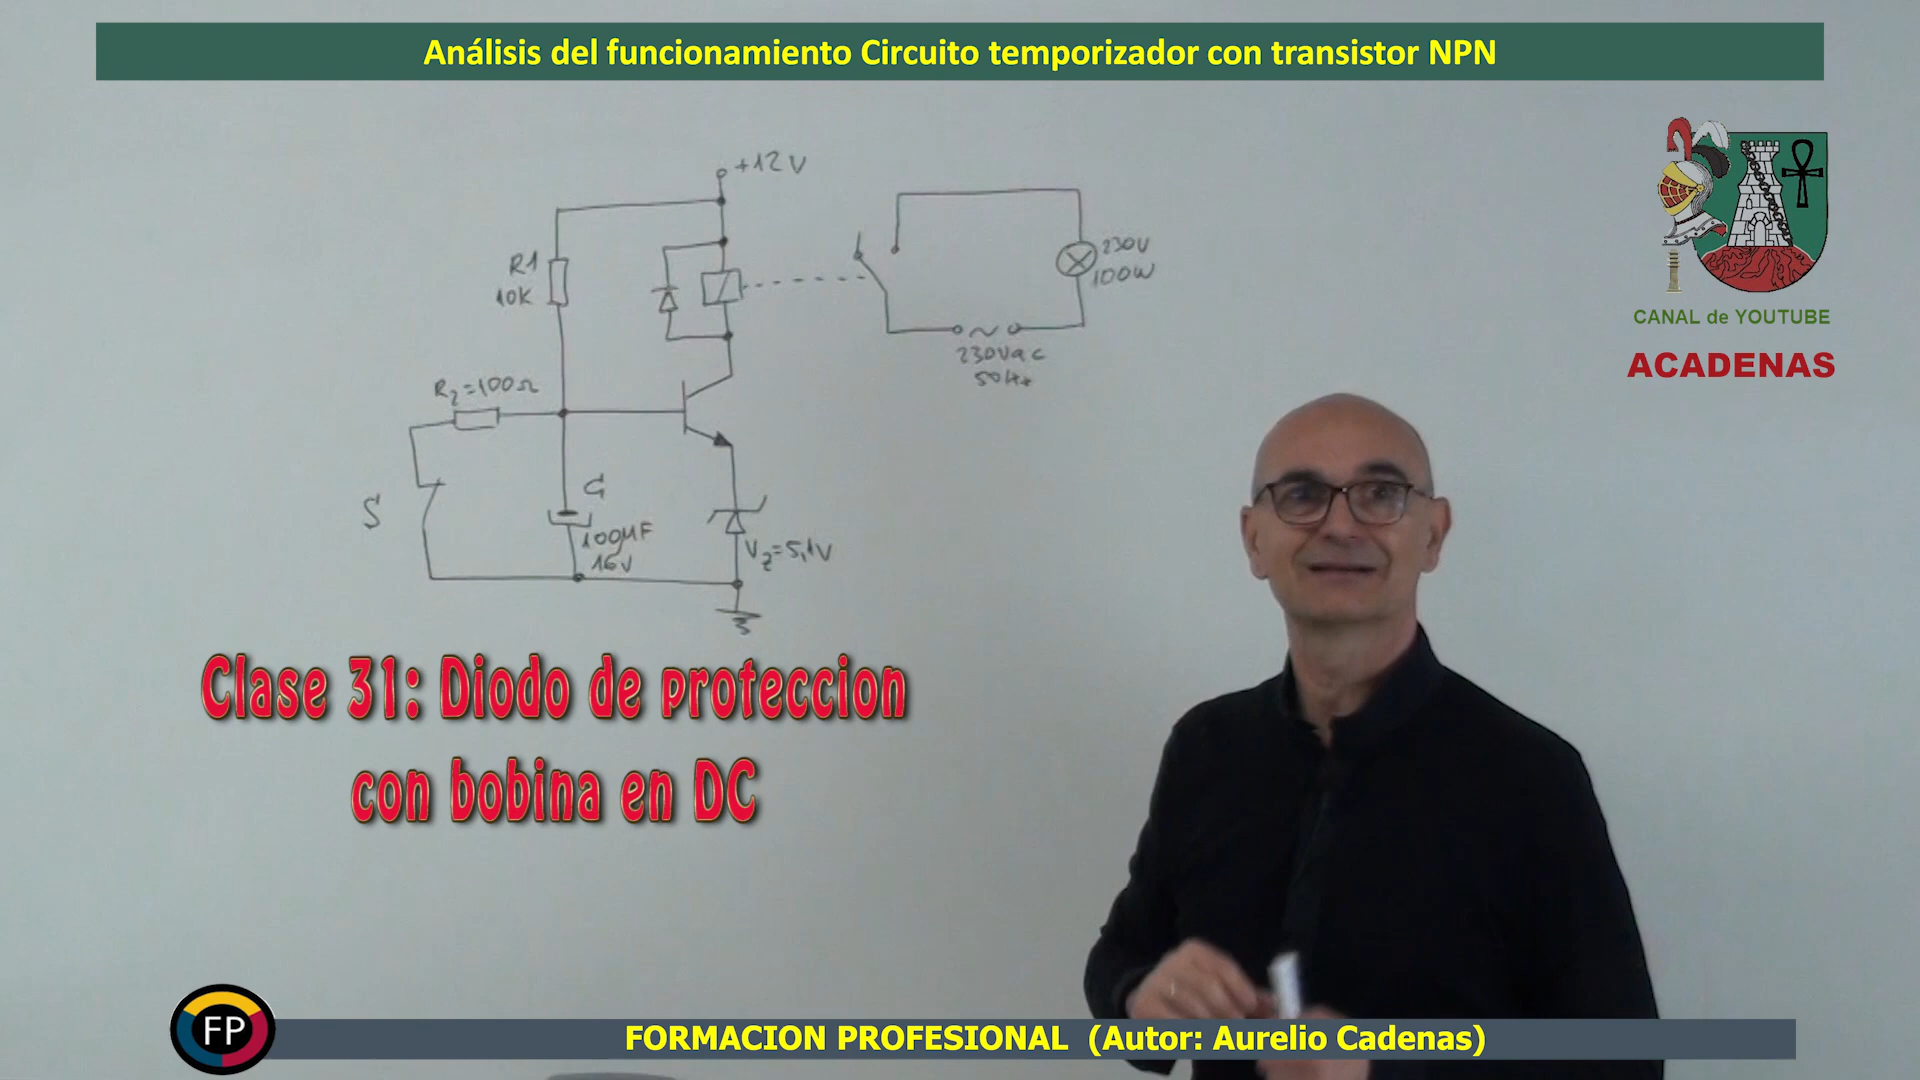 Análisis del funcionamiento Circuito temporizador con transistor NPN
+12V
R1
10K
230V
100W
230Vac
50Hz
R2=100Ω
S
C1
100μF
16V
Vz=5,1V
CANAL de YOUTUBE
ACADENAS
Clase 31: Diodo de proteccion
con bobina en DC
FP
FORMACION PROFESIONAL (Autor: Aurelio Cadenas)